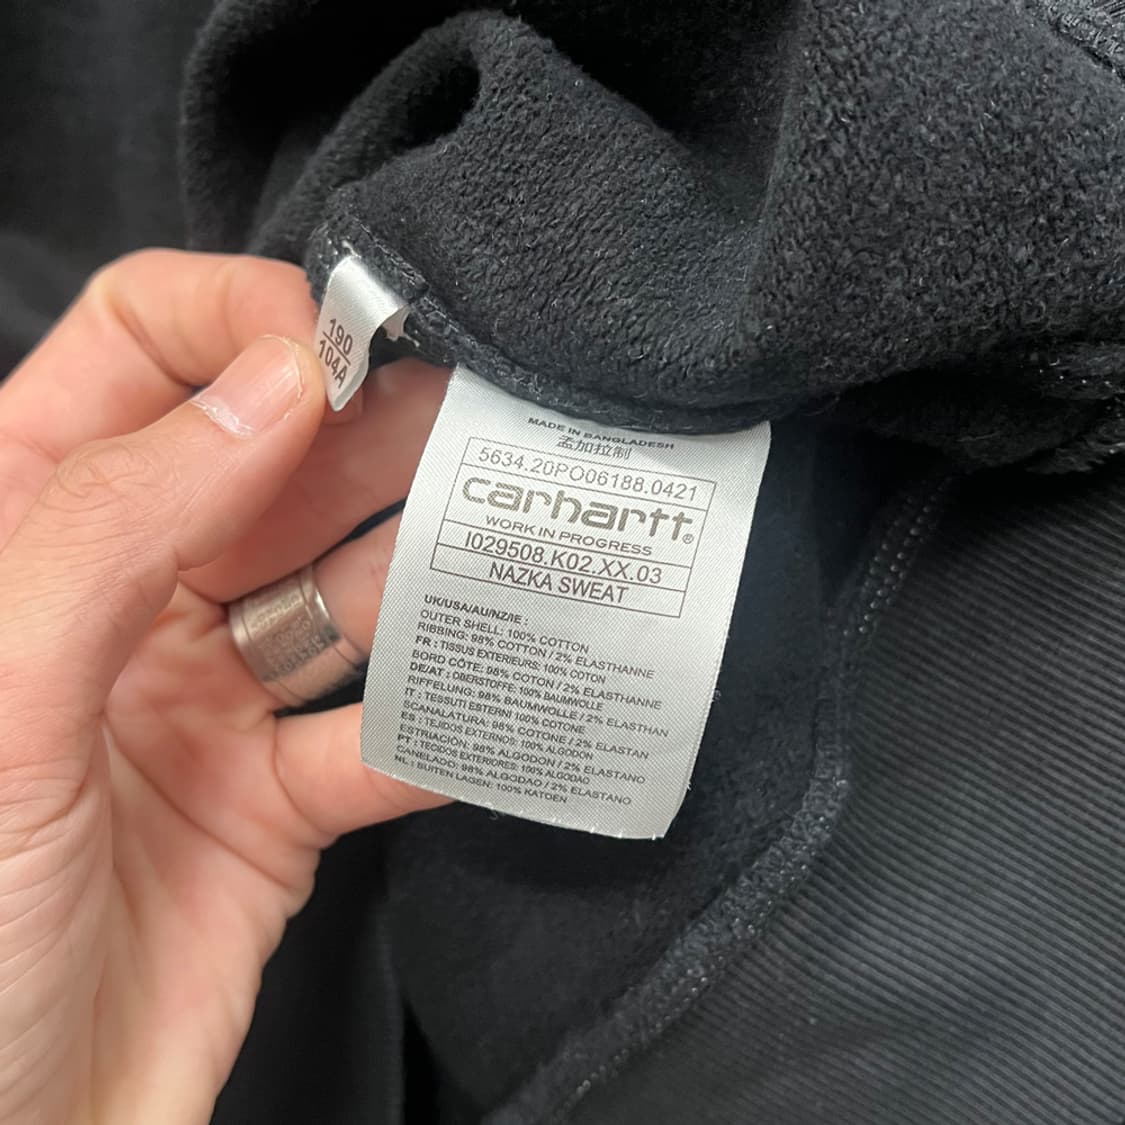 190
104A
MADE IN BANGLADESH
孟加拉制
5634.20PO06188.0421
carhartt®
WORK IN PROGRESS
I029508.K02.XX.03
NAZKA SWEAT
UK/USA/AU/NZ/IE :
OUTER SHELL: 100% COTTON
RIBBING: 98% COTTON / 2% ELASTHANNE
FR : TISSUS EXTERIEURS: 100% COTON
BORD CÔTE: 98% COTON / 2% ELASTHANNE
DE/AT : OBERSTOFFE: 100% BAUMWOLLE
RIFFELUNG: 98% BAUMWOLLE / 2% ELASTHAN
IT : TESSUTI ESTERNI 100% COTONE
SCANALATURA: 98% COTONE / 2% ELASTAN
ES : TEJIDOS EXTERNOS: 100% ALGODON
ESTRIACIÓN: 98% ALGODON / 2% ELASTANO
PT : TECIDOS EXTERIORES: 100% ALGODAO
CANELADO: 98% ALGODAO / 2% ELASTANO
NL : BUITEN LAGEN: 100% KATOEN